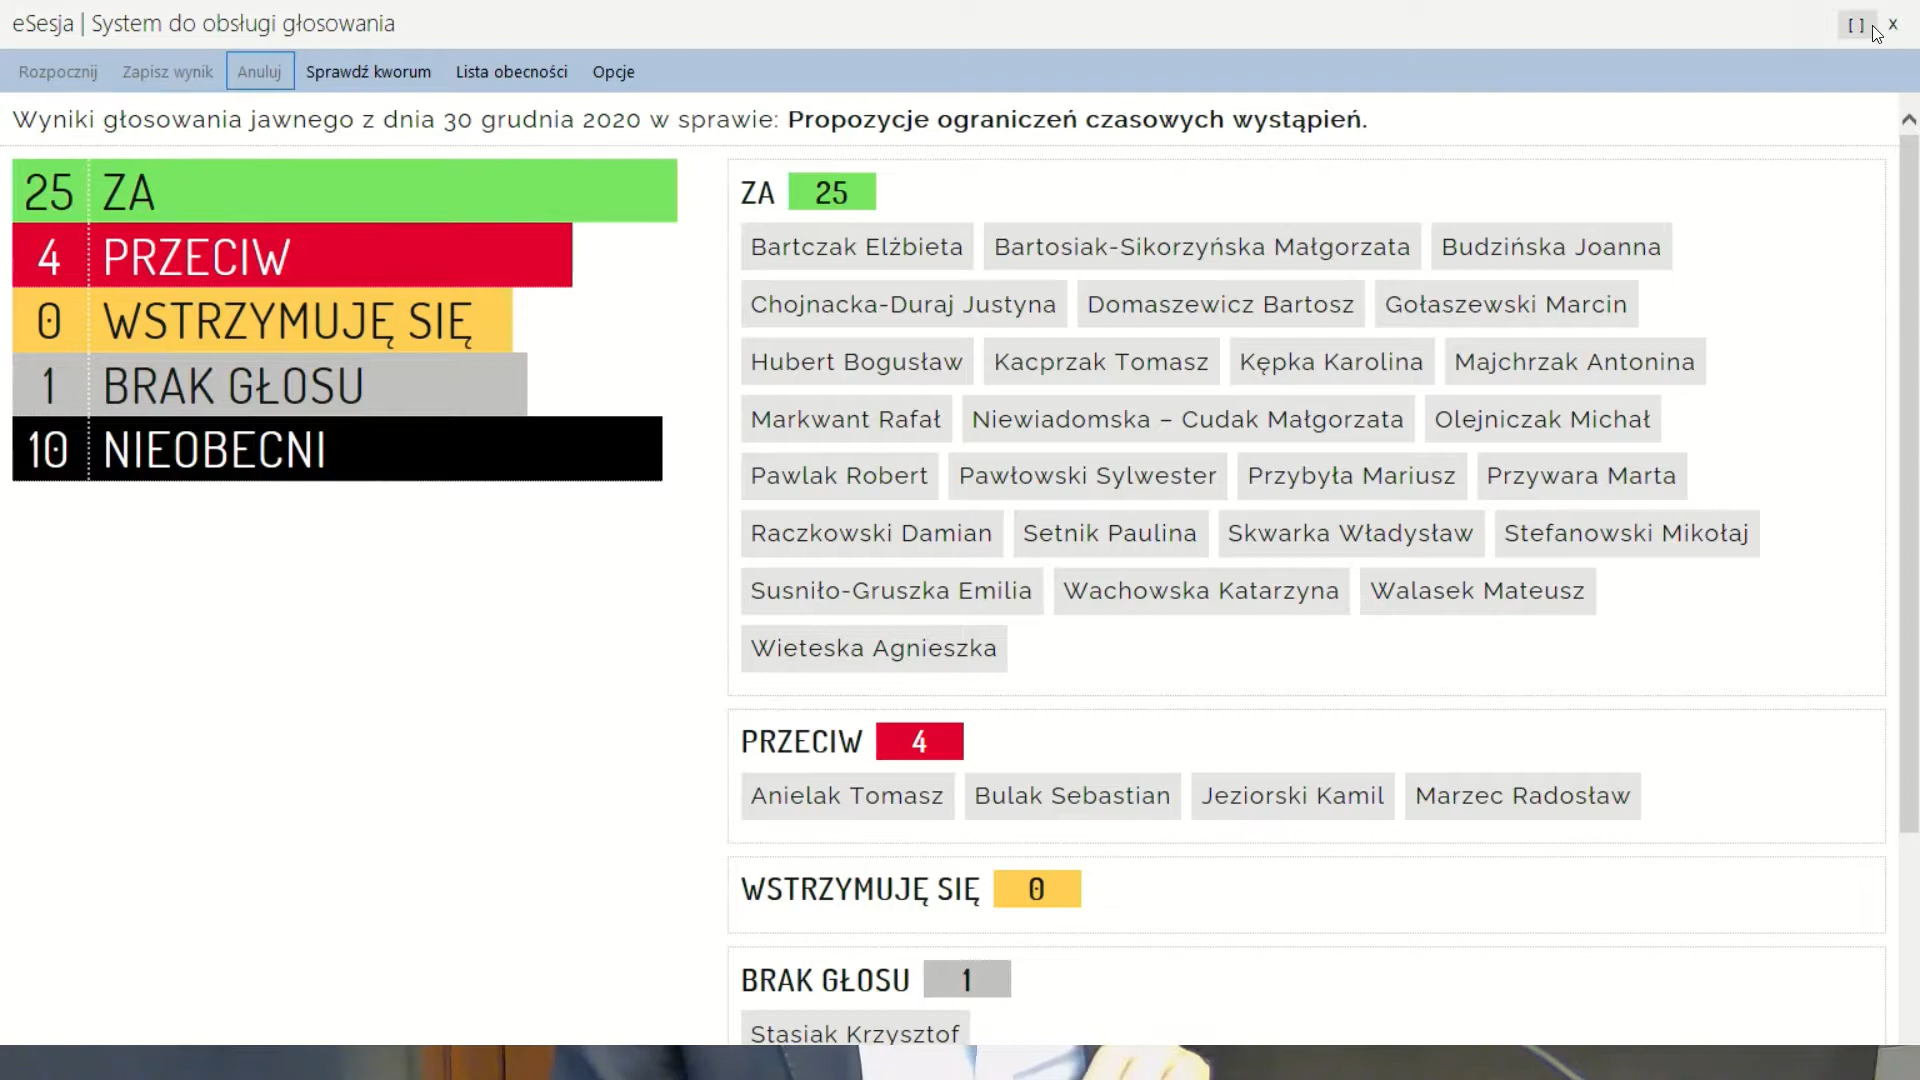 eSesja | System do obsługi głosowania
[ ] X
Rozpocznij Zapisz wynik Anuluj Sprawdź kworum Lista obecności Opcje
Wyniki głosowania jawnego z dnia 30 grudnia 2020 w sprawie: Propozycje ograniczeń czasowych wystąpień.
25 ZA
4 PRZECIW
0 WSTRZYMUJĘ SIĘ
1 BRAK GŁOSU
10 NIEOBECNI
ZA 25
Bartczak Elżbieta Bartosiak-Sikorzyńska Małgorzata Budzińska Joanna
Chojnacka-Duraj Justyna Domaszewicz Bartosz Gołaszewski Marcin
Hubert Bogusław Kacprzak Tomasz Kępka Karolina Majchrzak Antonina
Markwant Rafał Niewiadomska – Cudak Małgorzata Olejniczak Michał
Pawlak Robert Pawłowski Sylwester Przybyła Mariusz Przywara Marta
Raczkowski Damian Setnik Paulina Skwarka Władysław Stefanowski Mikołaj
Susniło-Gruszka Emilia Wachowska Katarzyna Walasek Mateusz
Wieteska Agnieszka
PRZECIW 4
Anielak Tomasz Bulak Sebastian Jeziorski Kamil Marzec Radosław
WSTRZYMUJĘ SIĘ 0
BRAK GŁOSU 1
Stasiak Krzysztof